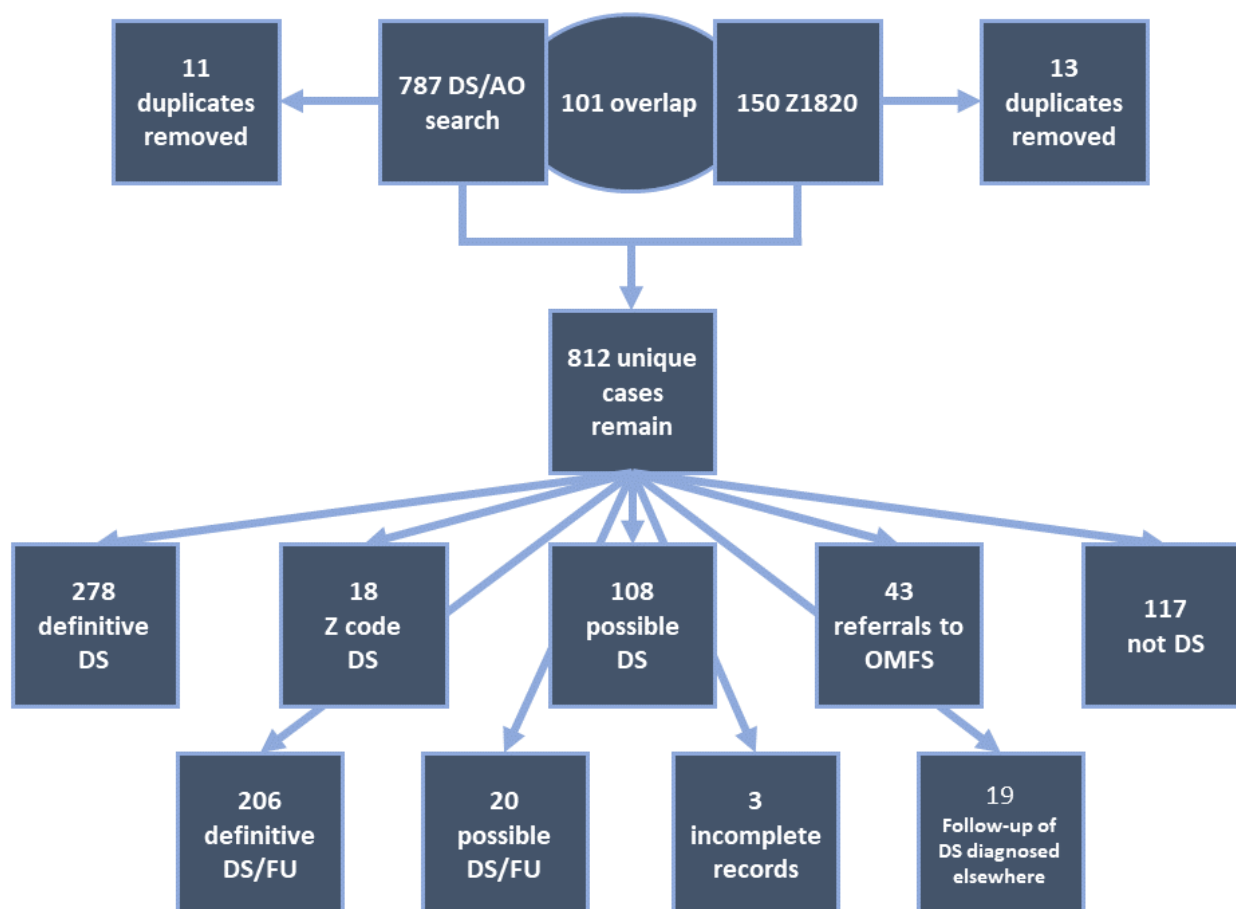 11
duplicates
removed
787 DS/AO
search
101 overlap
150 Z1820
13
duplicates
removed
812 unique
cases
remain
278
definitive
DS
18
Z code
DS
108
possible
DS
43
referrals to
OMFS
117
not DS
206
definitive
DS/FU
20
possible
DS/FU
3
incomplete
records
19
Follow-up of
DS diagnosed
elsewhere